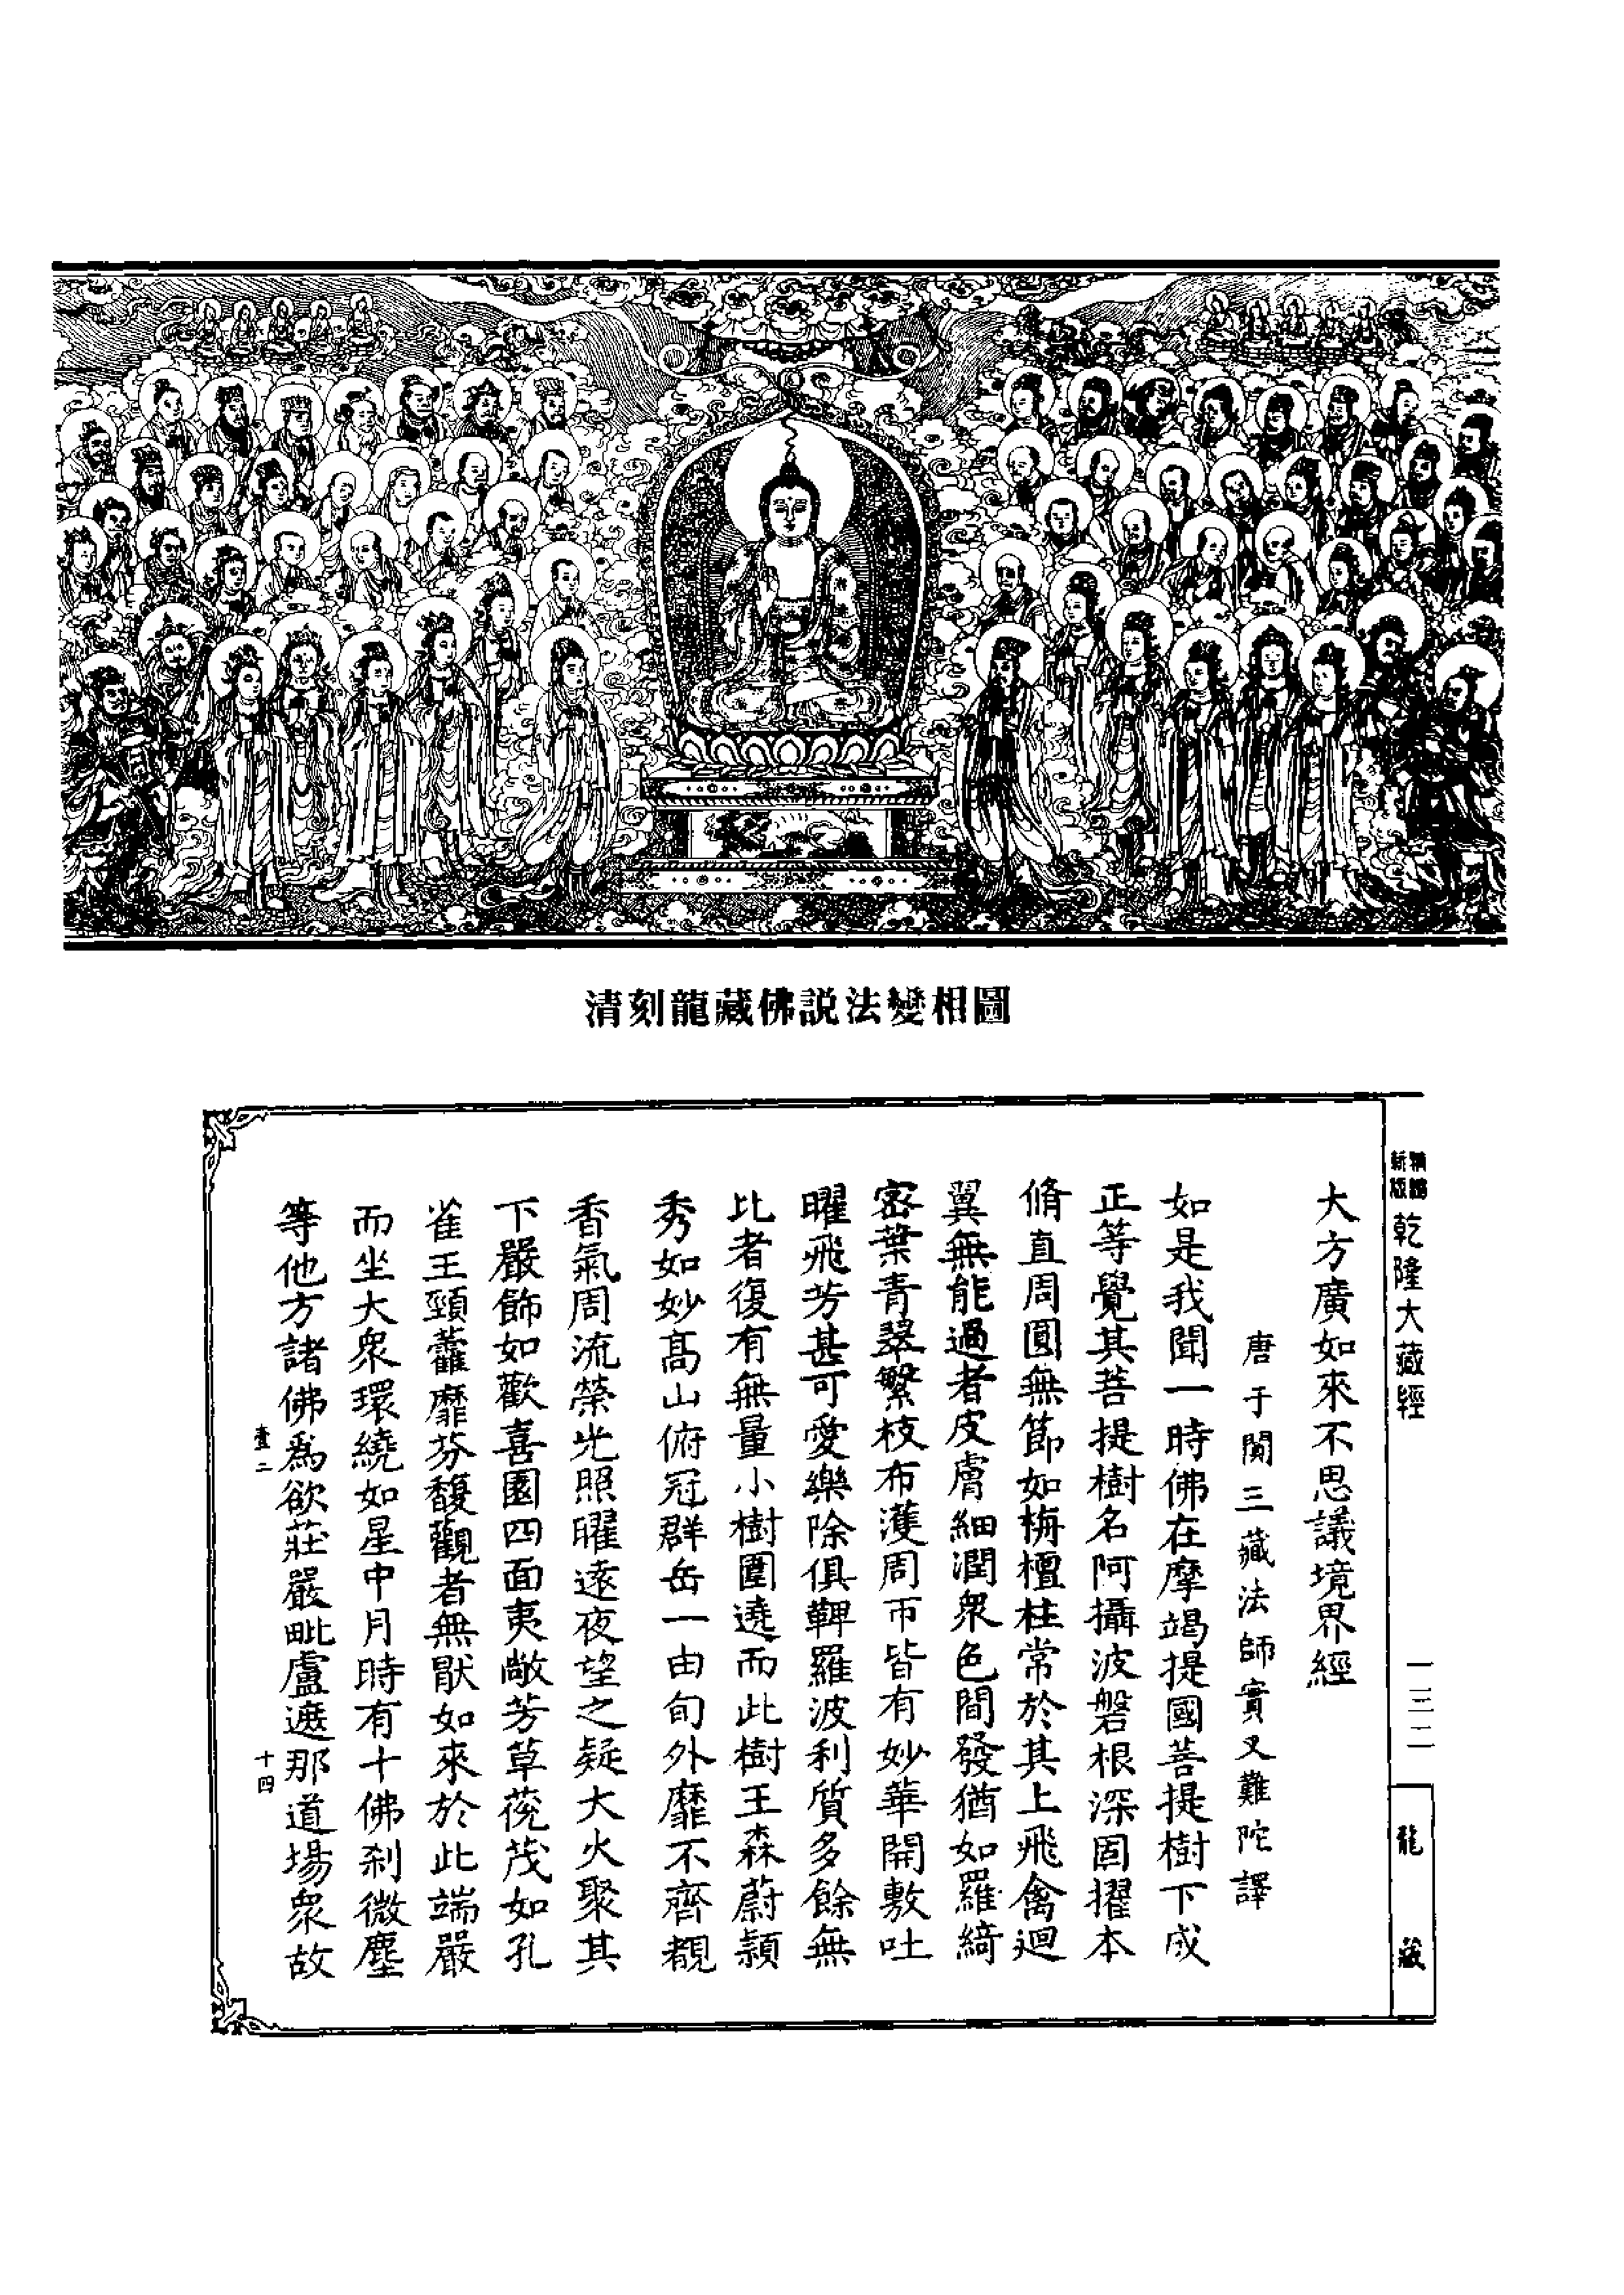 清刻龍藏佛説法變相圖
乾隆大藏經
一三二
龍藏
大方廣如來不思議境界經
唐于闐三藏法師實叉難陀譯
如是我聞一時佛在摩竭提國菩提樹下成
正等覺其菩提樹名阿攝波磐根深固擢本
脩直周圓無節如栴檀柱常於其上飛禽迴
翼無能過者皮膚細潤衆色間發猶如羅綺
密葉青翠繁枝布濩周帀皆有妙華開敷吐
曜飛芳甚可愛樂除俱鞞羅波利質多餘無
比者復有無量小樹圍遶而此樹王森蔚頴
秀如妙高山俯冠群岳一由旬外靡不齊覩
香氣周流榮光照曜遠夜望之疑大火聚其
下嚴飾如歡喜園四面夷敞芳草莜茂如孔
雀王頸藿靡芬馥觀者無猒如來於此端嚴
而坐大衆環繞如星中月時有十佛刹微塵
等他方諸佛爲欲莊嚴毗盧遮那道場衆故
壹二
十四